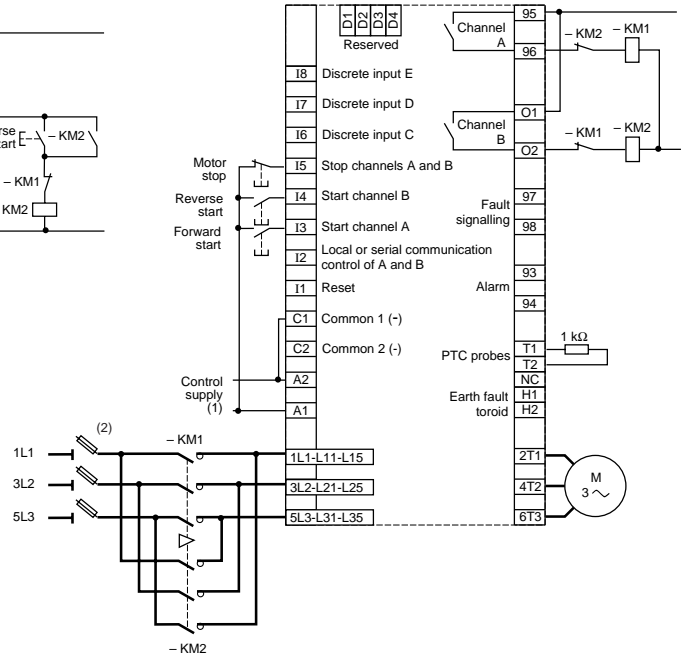 D1
D2
D3
D4
Reserved
95
Channel
A
96
– KM2
– KM1
I8 Discrete input E
I7 Discrete input D
I6 Discrete input C
O1
Channel
B
O2
– KM1
– KM2
– KM2
– KM1
KM2
Motor
stop
I5 Stop channels A and B
Reverse
start
I4 Start channel B
Forward
start
I3 Start channel A
I2 Local or serial communication
control of A and B
I1 Reset
C1 Common 1 (-)
C2 Common 2 (-)
Control
supply
(1)
A2
A1
97
Fault
signalling
98
93
Alarm
94
1 kΩ
PTC probes
T1
T2
NC
Earth fault
toroid
H1
H2
(2)
– KM1
1L1
3L2
5L3
1L1-L11-L15
3L2-L21-L25
5L3-L31-L35
2T1
4T2
6T3
M
3 ~
– KM2